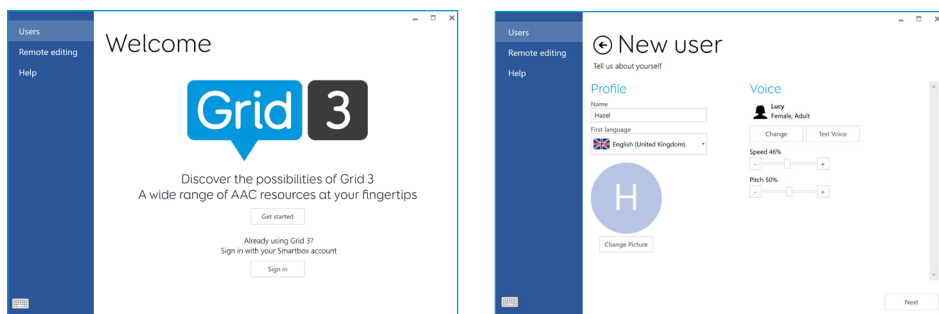 Users
Remote editing
Help
Welcome
Grid 3
Discover the possibilities of Grid 3
A wide range of AAC resources at your fingertips
Get started
Already using Grid 3?
Sign in with your Smartbox account
Sign in
Users
Remote editing
Help
New user
Tell us about yourself
Profile
Name
Hazel
First language
English (United Kingdom)
H
Change Picture
Voice
Lucy
Female, Adult
Change
Test Voice
Speed 46%
- +
Pitch 50%
- +
Next